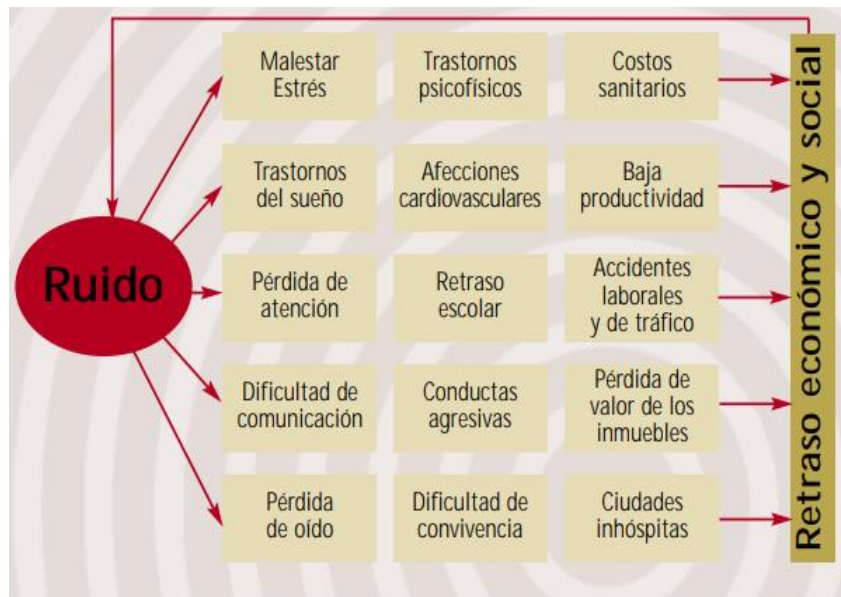 Malestar
Estrés
Trastornos
psicofísicos
Costos
sanitarios
Trastornos
del sueño
Afecciones
cardiovasculares
Baja
productividad
Ruido
Pérdida de
atención
Retraso
escolar
Accidentes
laborales
y de tráfico
Dificultad de
comunicación
Conductas
agresivas
Pérdida de
valor de los
inmuebles
Pérdida
de oído
Dificultad de
convivencia
Ciudades
inhóspitas
Retraso económico y social